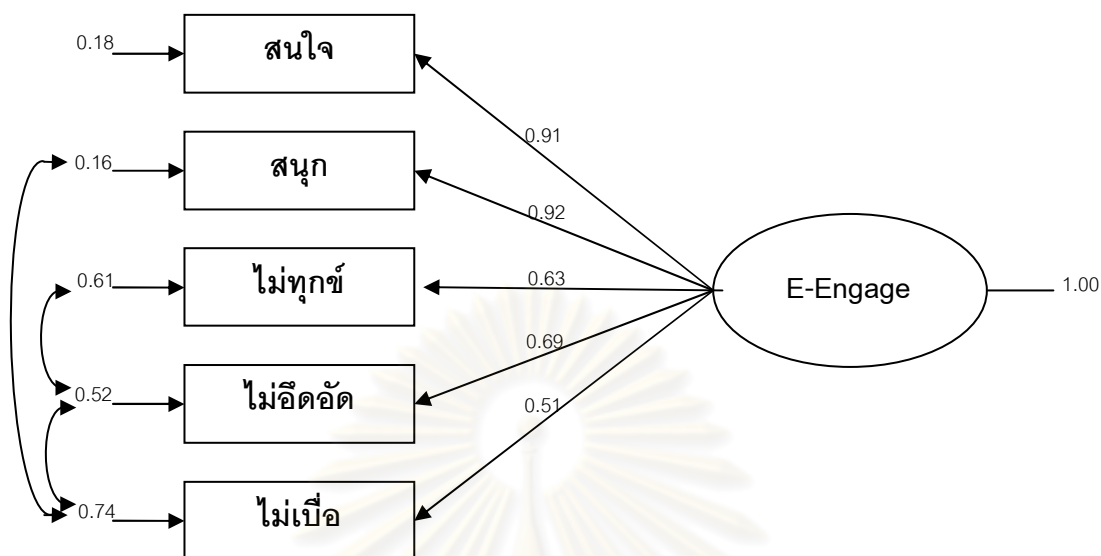 0.18 สนใจ
0.91
0.16 สนุก
0.92
0.61 ไม่ทุกข์ 0.63 E-Engage 1.00
0.69
0.52 ไม่อึดอัด
0.51
0.74 ไม่เบื่อ